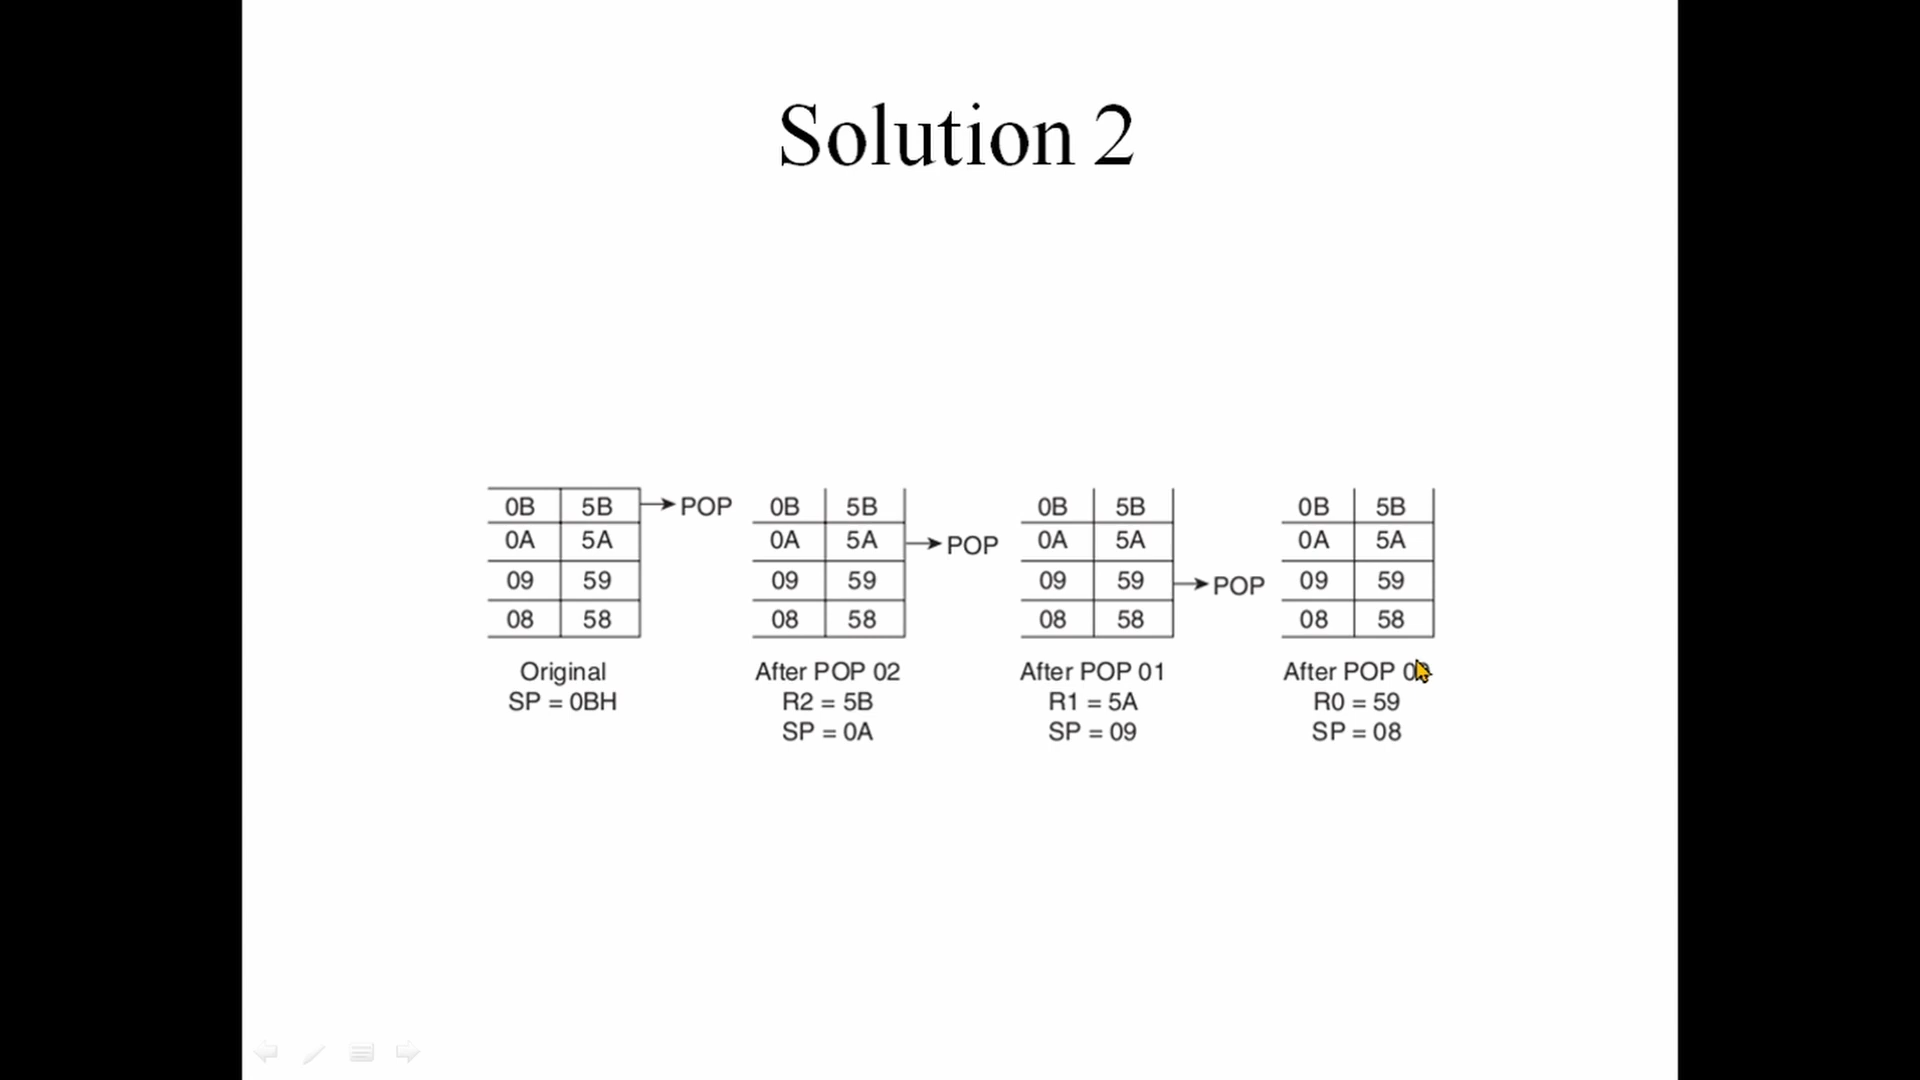 Solution 2
0B 5B → POP 0B 5B 0B 5B 0B 5B
0A 5A 0A 5A → POP 0A 5A 0A 5A
09 59 09 59 09 59 → POP 09 59
08 58 08 58 08 58 08 58
Original After POP 02 After POP 01 After POP
SP = 0BH R2 = 5B R1 = 5A R0 = 59
SP = 0A SP = 09 SP = 08